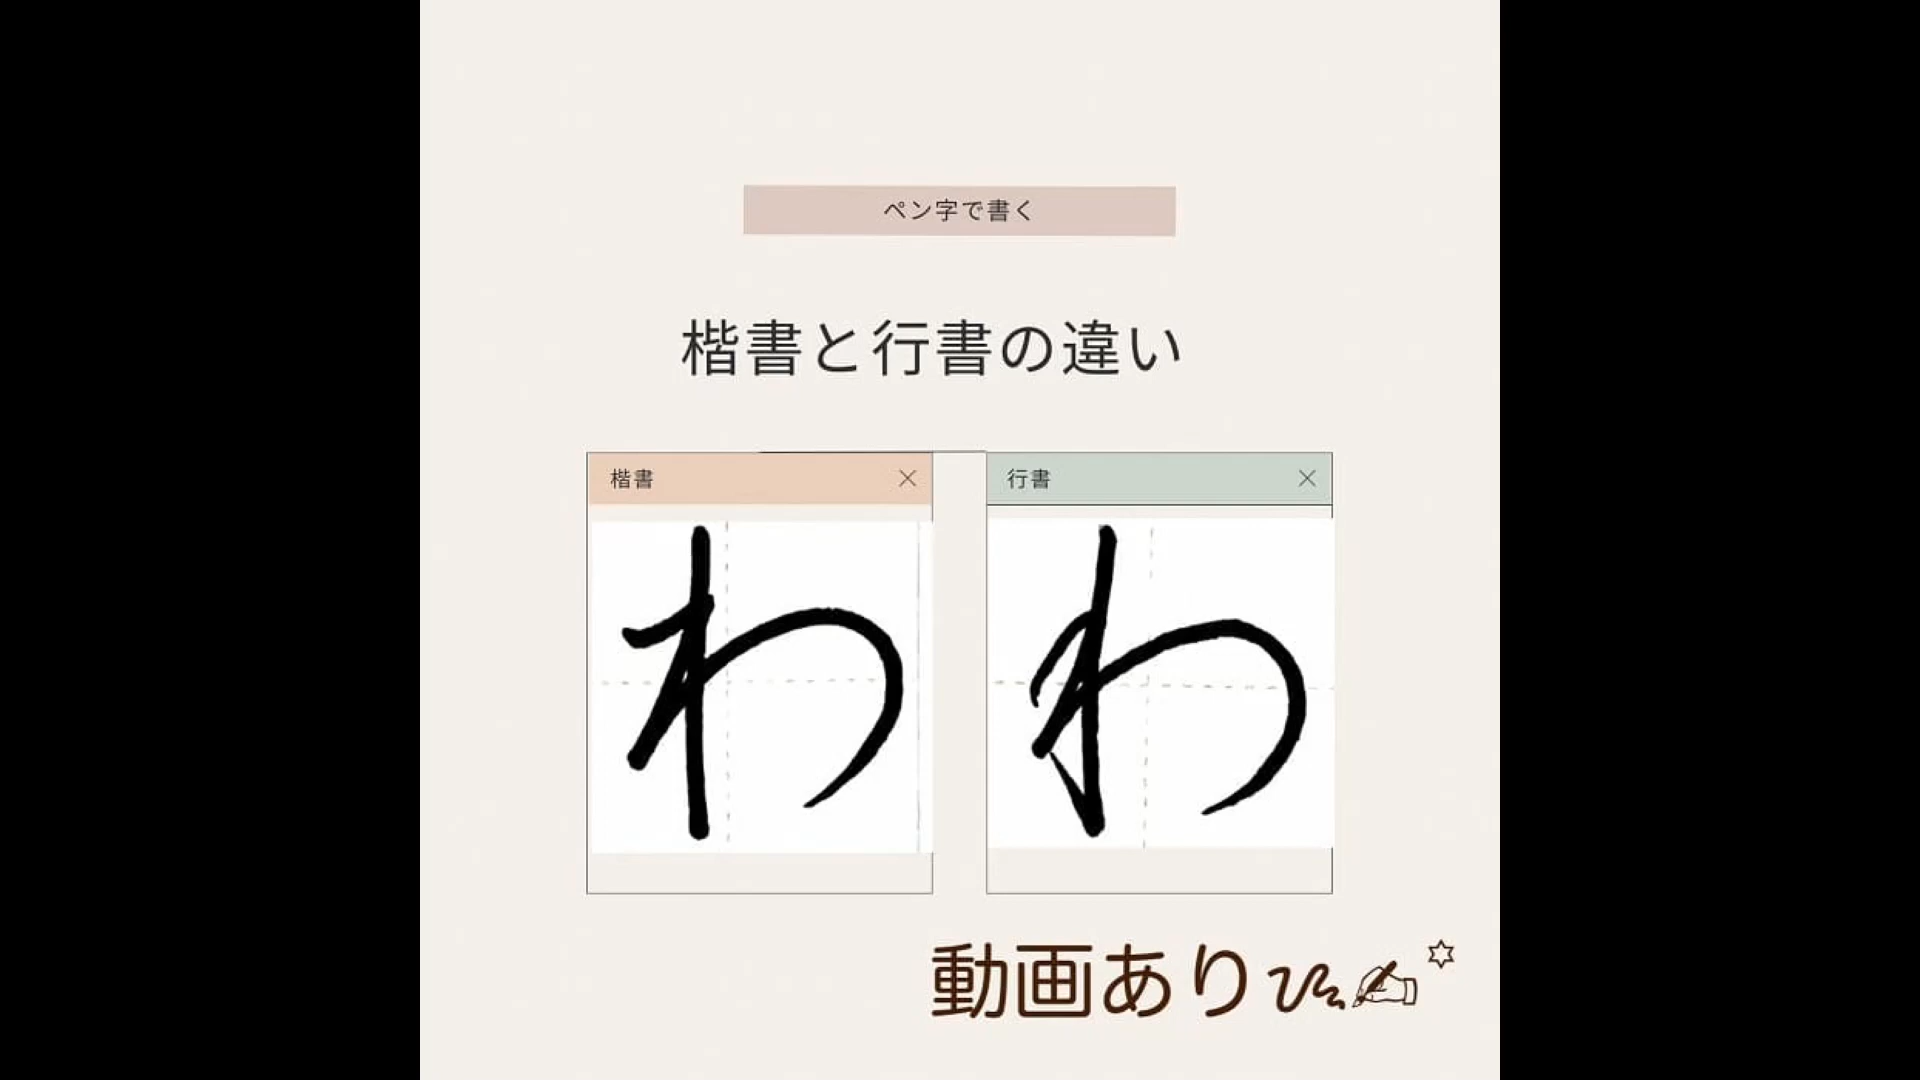 ペン字で書く
楷書と行書の違い
楷書
行書
わ
わ
動画あり